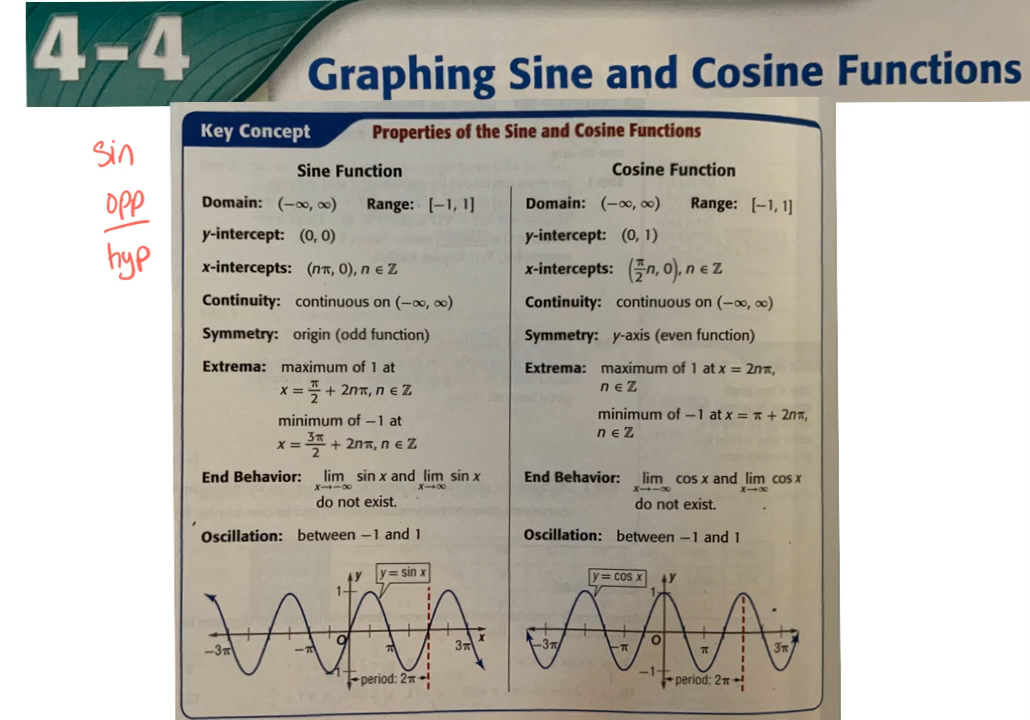 4-4
Graphing Sine and Cosine Functions
sin
opp
hyp
Key Concept
Properties of the Sine and Cosine Functions
Sine Function
Domain: (−∞, ∞) Range: [−1, 1]
y-intercept: (0, 0)
x-intercepts: (nπ, 0), n ∈ ℤ
Continuity: continuous on (−∞, ∞)
Symmetry: origin (odd function)
Extrema: maximum of 1 at
x = π/2 + 2nπ, n ∈ ℤ
minimum of −1 at
x = 3π/2 + 2nπ, n ∈ ℤ
End Behavior: lim x→−∞ sin x and lim x→∞ sin x
do not exist.
Oscillation: between −1 and 1
y
y = sin x
1
−3π
−π
O
π
3π
x
−1
period: 2π
Cosine Function
Domain: (−∞, ∞) Range: [−1, 1]
y-intercept: (0, 1)
x-intercepts: (π/2 n, 0), n ∈ ℤ
Continuity: continuous on (−∞, ∞)
Symmetry: y-axis (even function)
Extrema: maximum of 1 at x = 2nπ,
n ∈ ℤ
minimum of −1 at x = π + 2nπ,
n ∈ ℤ
End Behavior: lim x→−∞ cos x and lim x→∞ cos x
do not exist.
Oscillation: between −1 and 1
y = cos x
y
1
−3π
−π
O
π
3π
x
−1
period: 2π